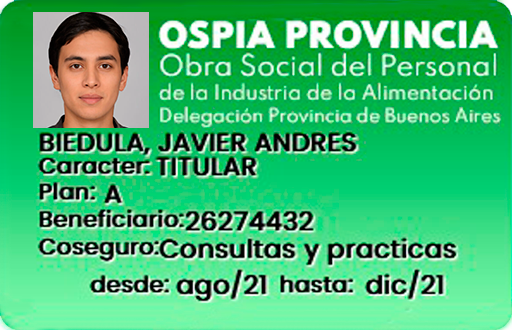 OSPIA PROVINCIA
Obra Social del Personal
de la Industria de la Alimentación
Delegación Provincia de Buenos Aires
BIEDULA, JAVIER ANDRES
Caracter: TITULAR
Plan: A
Beneficiario:26274432
Coseguro:Consultas y practicas
desde: ago/21 hasta: dic/21